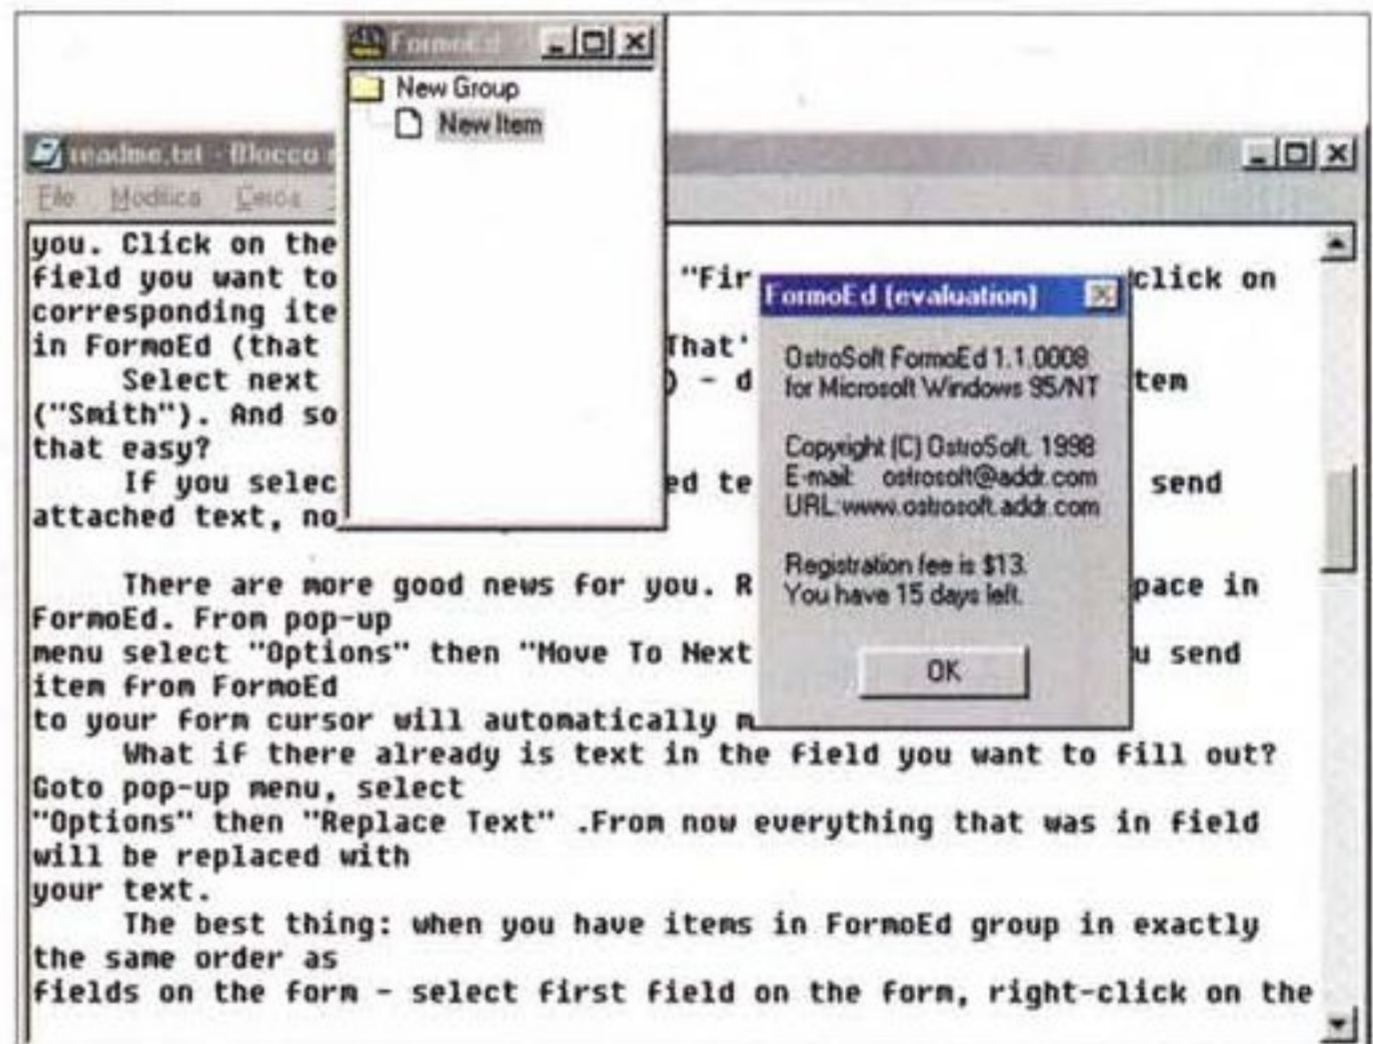 FormoEd
New Group
New Item
readme.txt - Blocco
File Modifica Cerca
you. Click on the
field you want to "Fir click on
corresponding ite
in FormoEd (that That'
Select next ) - d tem
("Smith"). And so
that easy?
If you selec ed te send
attached text, no
There are more good news for you. R pace in
FormoEd. From pop-up
menu select "Options" then "Move To Next u send
item from FormoEd
to your form cursor will automatically m
What if there already is text in the field you want to fill out?
Goto pop-up menu, select
"Options" then "Replace Text" .From now everything that was in field
will be replaced with
your text.
The best thing: when you have items in FormoEd group in exactly
the same order as
fields on the form - select first field on the form, right-click on the
FormoEd (evaluation)
OstroSoft FormoEd 1.1.0008
for Microsoft Windows 95/NT
Copyright (C) OstroSoft, 1998
E-mail: ostrosoft@addr.com
URL:www.ostrosoft.addr.com
Registration fee is $13.
You have 15 days left.
OK